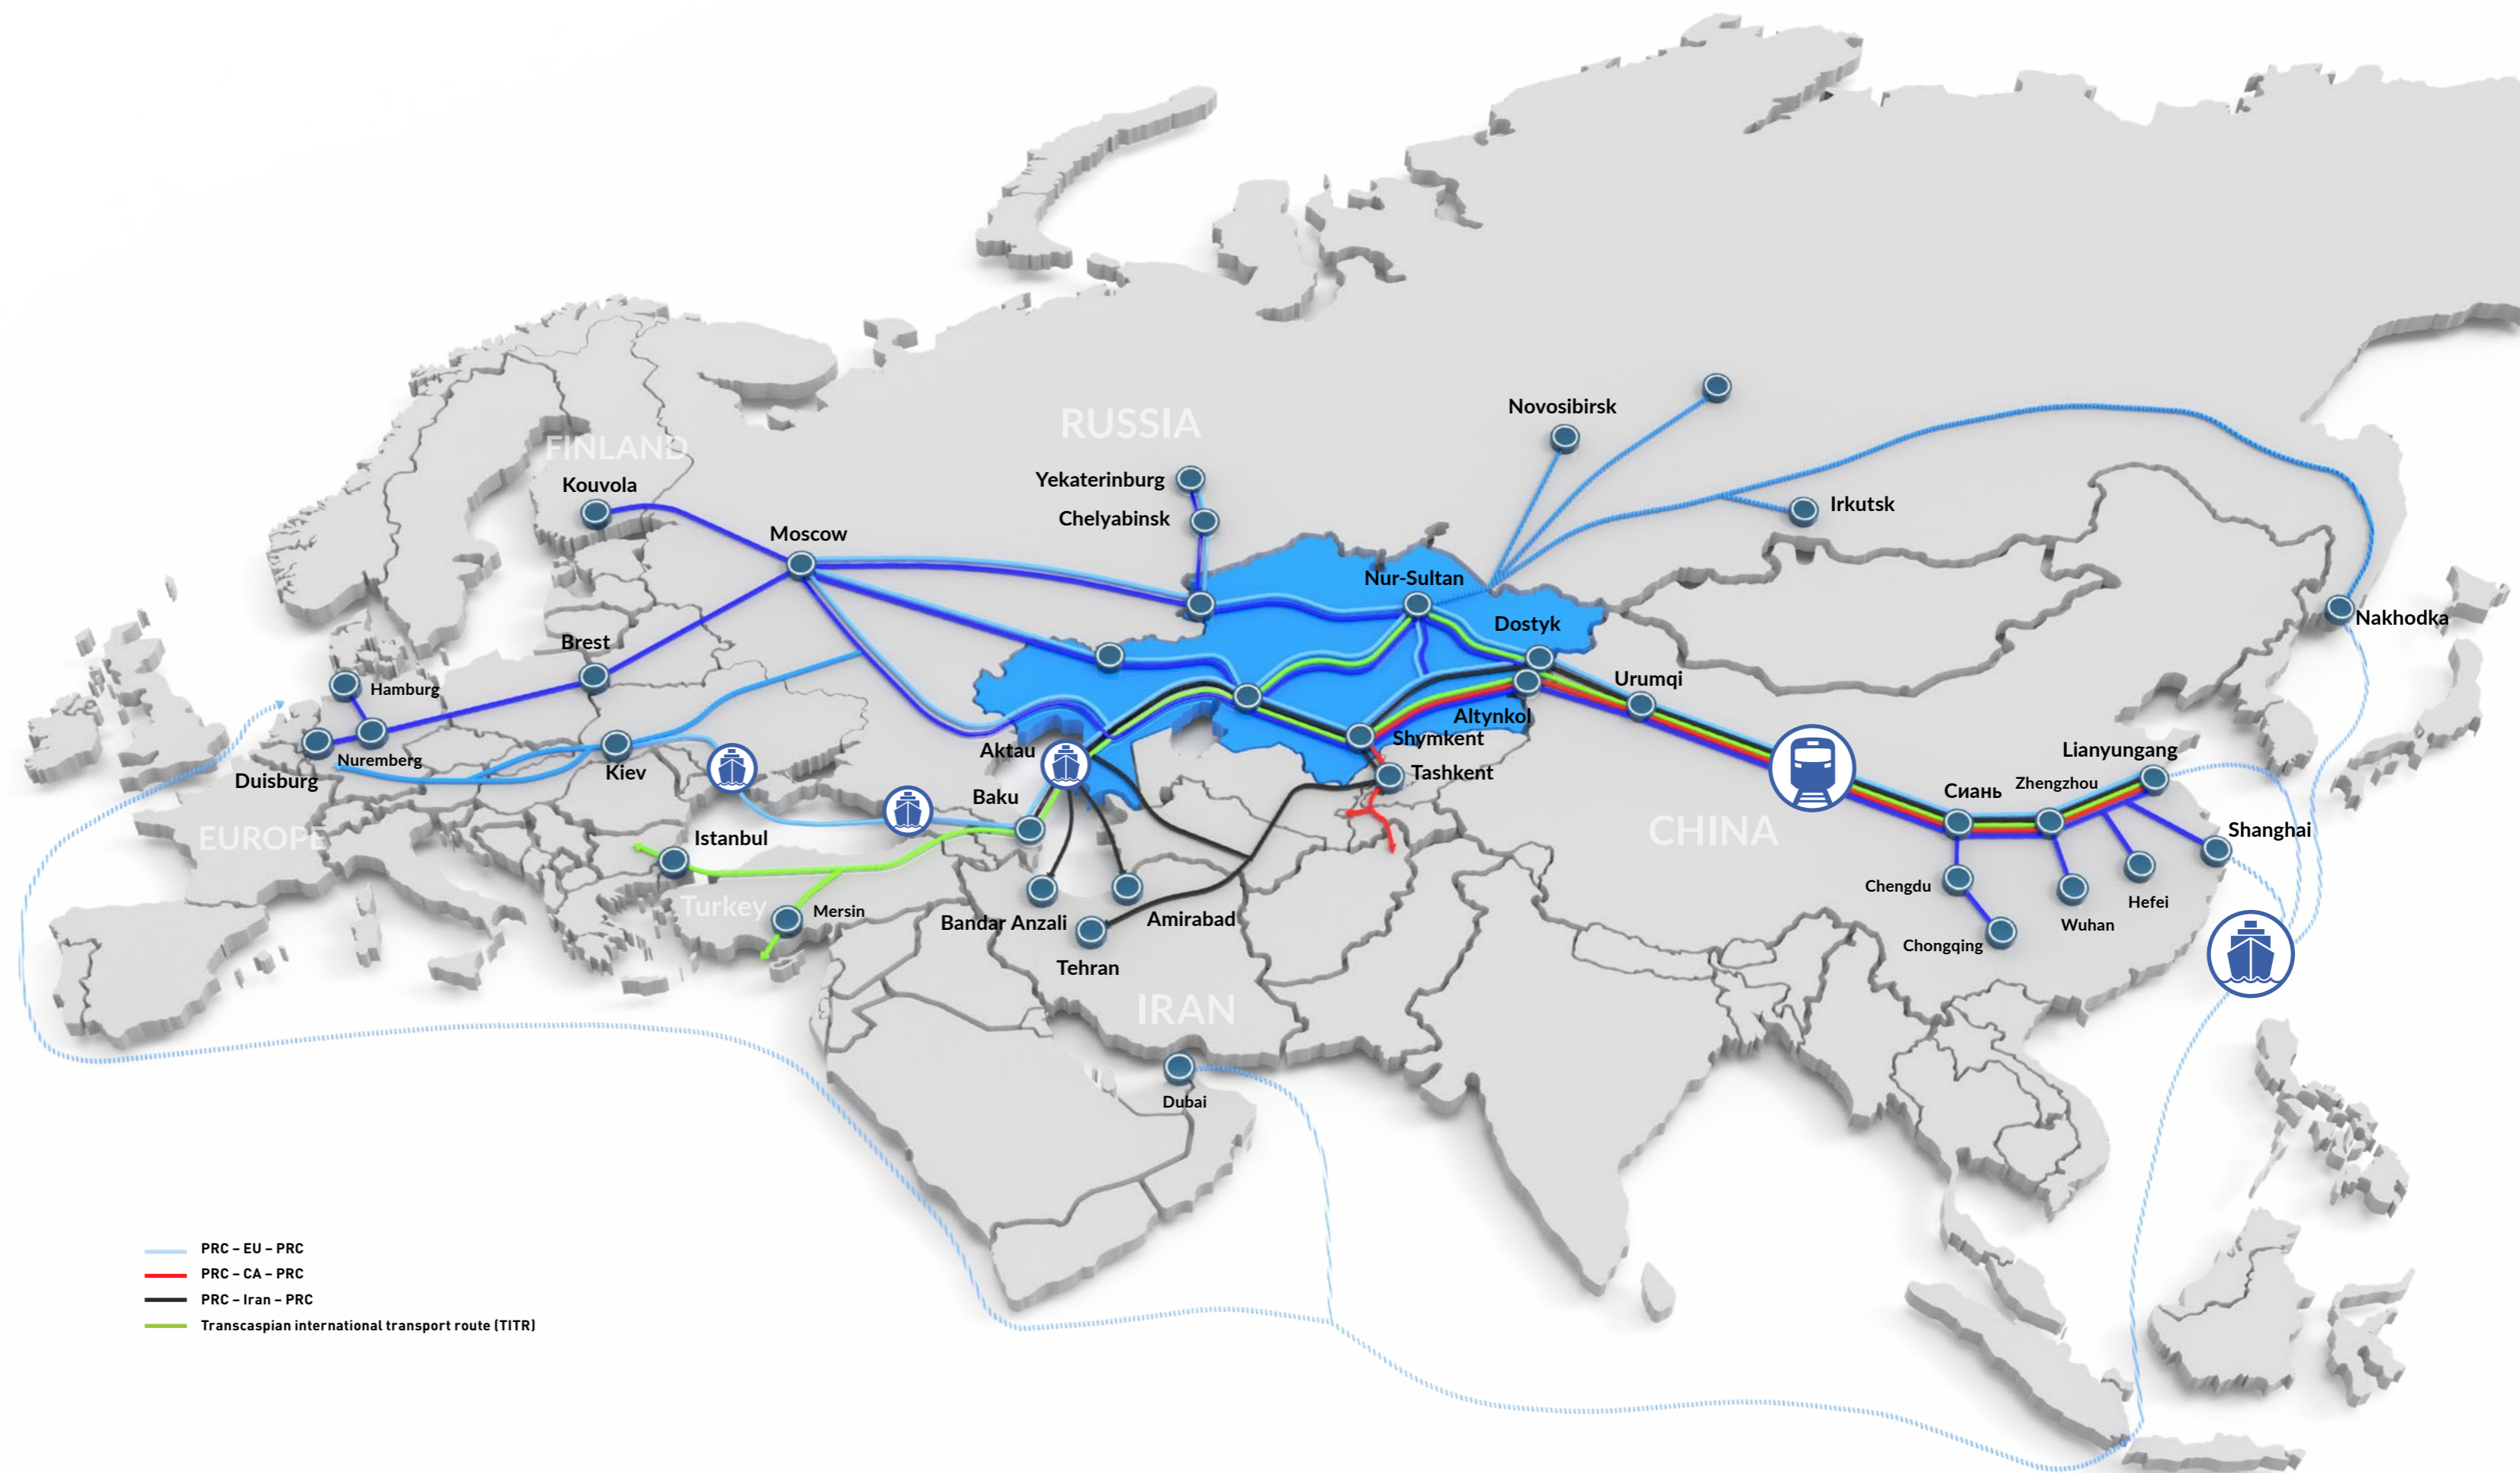 RUSSIA
Novosibirsk
FINLAND
Kouvola
Yekaterinburg
Chelyabinsk
Irkutsk
Moscow
Nur-Sultan
Dostyk
Nakhodka
Brest
Urumqi
Hamburg
Altynkol
Shymkent
Aktau
Lianyungang
Nuremberg
Duisburg
Kiev
Tashkent
Zhengzhou
Сиань
Baku
Istanbul
EUROPE
CHINA
Shanghai
Turkey
Mersin
Chengdu
Hefei
Bandar Anzali
Amirabad
Wuhan
Chongqing
Tehran
IRAN
Dubai
PRC – EU – PRC
PRC – CA – PRC
PRC – Iran – PRC
Transcaspian international transport route (TITR)